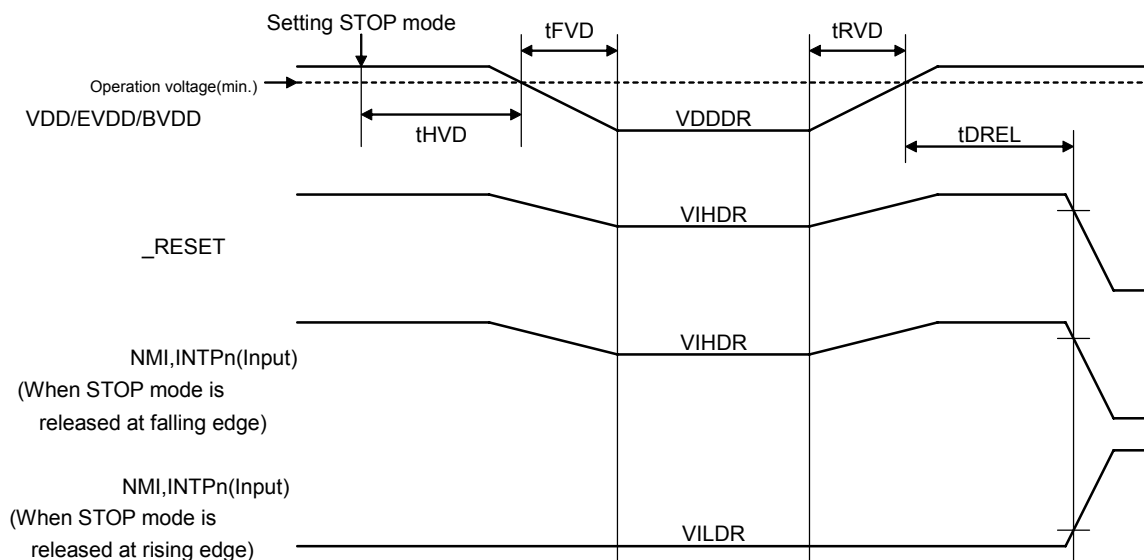 Setting STOP mode
tFVD
tRVD
Operation voltage(min.)
VDD/EVDD/BVDD
tHVD
VDDDR
tDREL
VIHDR
_RESET
VIHDR
NMI,INTPn(Input)
(When STOP mode is
released at falling edge)
NMI,INTPn(Input)
(When STOP mode is
released at rising edge)
VILDR